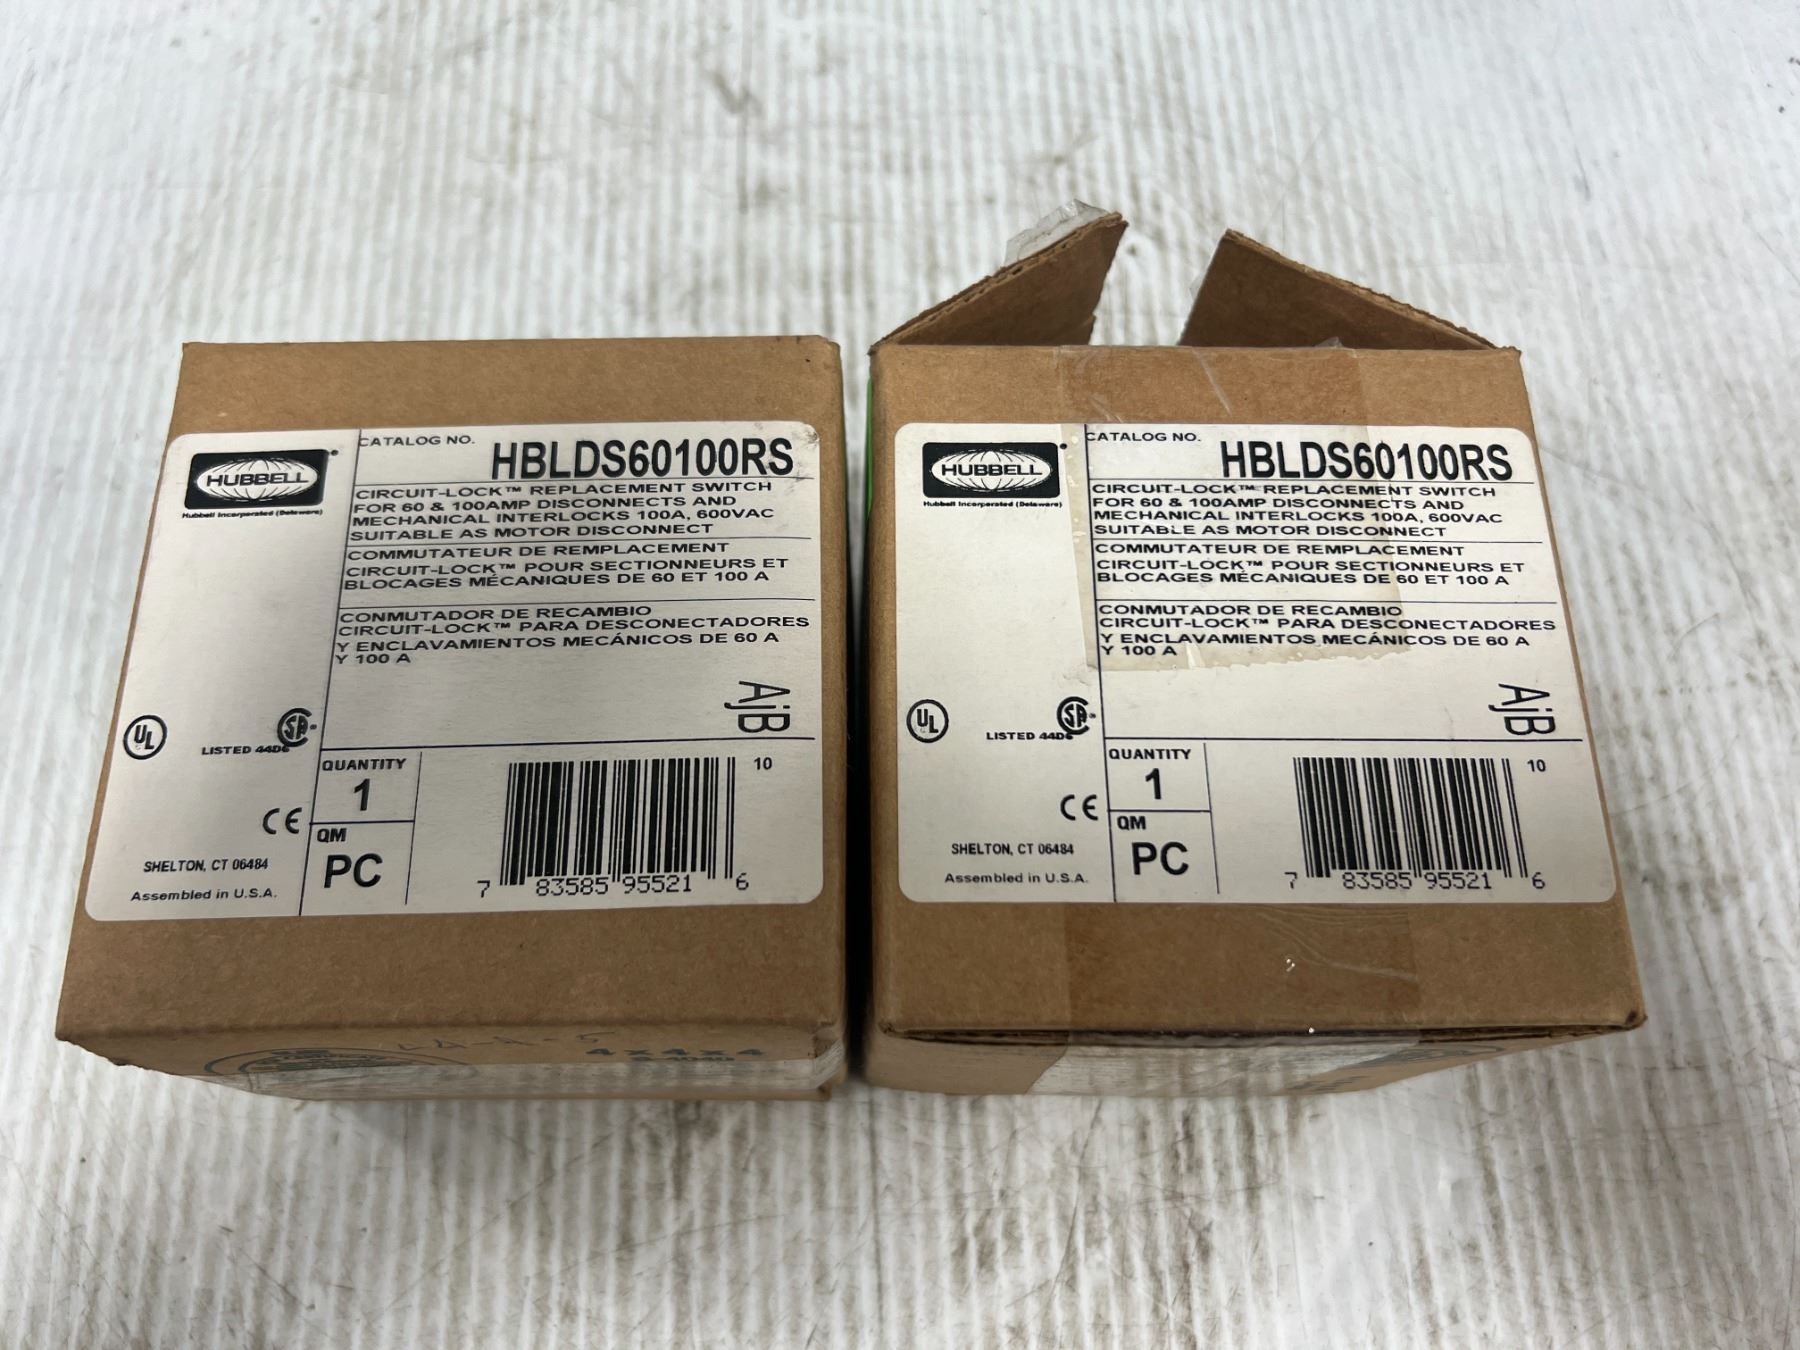 HUBBELL
Hubbell Incorporated (Delaware)
CATALOG NO. HBLDS60100RS
CIRCUIT-LOCK™ REPLACEMENT SWITCH
FOR 60 & 100AMP DISCONNECTS AND
MECHANICAL INTERLOCKS 100A, 600VAC
SUITABLE AS MOTOR DISCONNECT
COMMUTATEUR DE REMPLACEMENT
CIRCUIT-LOCK™ POUR SECTIONNEURS ET
BLOCAGES MÉCANIQUES DE 60 ET 100 A
CONMUTADOR DE RECAMBIO
CIRCUIT-LOCK™ PARA DESCONECTADORES
Y ENCLAVAMIENTOS MECÁNICOS DE 60 A
Y 100 A
AjB
UL
LISTED 44D6
SA
QUANTITY
1
10
CE
QM
PC
SHELTON, CT 06484
Assembled in U.S.A.
7 83585 95521 6
4x4x4
HUBBELL
Hubbell Incorporated (Delaware)
CATALOG NO. HBLDS60100RS
CIRCUIT-LOCK™ REPLACEMENT SWITCH
FOR 60 & 100AMP DISCONNECTS AND
MECHANICAL INTERLOCKS 100A, 600VAC
SUITABLE AS MOTOR DISCONNECT
COMMUTATEUR DE REMPLACEMENT
CIRCUIT-LOCK™ POUR SECTIONNEURS ET
BLOCAGES MÉCANIQUES DE 60 ET 100 A
CONMUTADOR DE RECAMBIO
CIRCUIT-LOCK™ PARA DESCONECTADORES
Y ENCLAVAMIENTOS MECÁNICOS DE 60 A
Y 100 A
AjB
UL
LISTED 44D6
SA
QUANTITY
1
10
CE
QM
PC
SHELTON, CT 06484
Assembled in U.S.A.
7 83585 95521 6